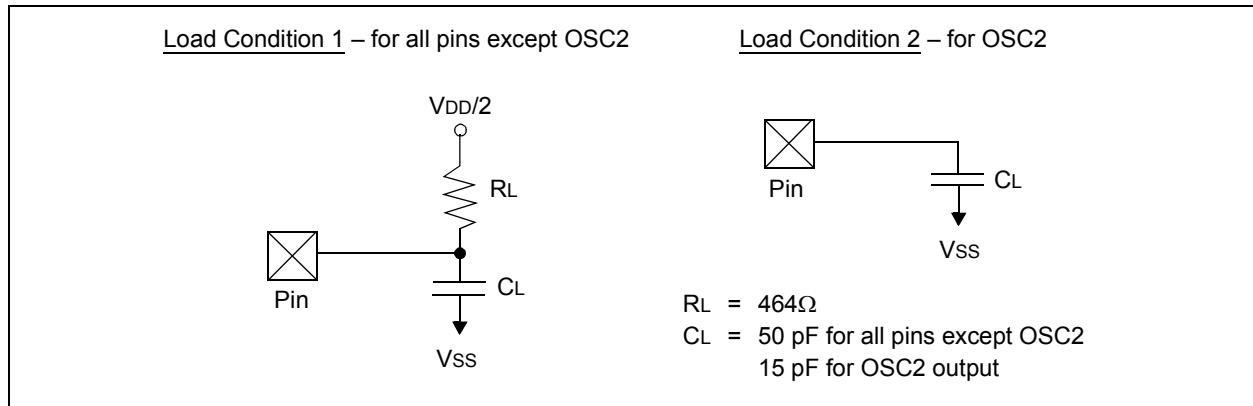 Load Condition 1 – for all pins except OSC2
VDD/2
RL
Pin
CL
VSS
Load Condition 2 – for OSC2
Pin
CL
VSS
RL = 464Ω
CL = 50 pF for all pins except OSC2
15 pF for OSC2 output